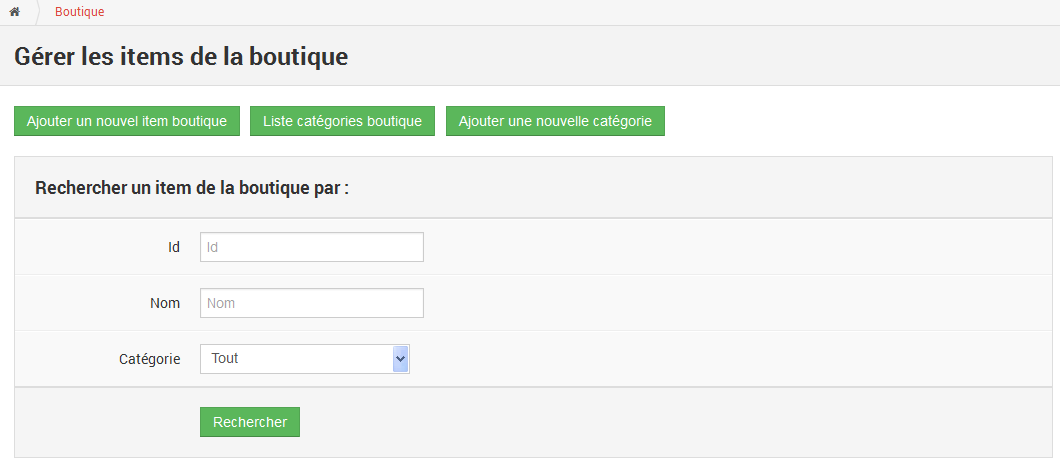 Boutique
Gérer les items de la boutique
Ajouter un nouvel item boutique Liste catégories boutique Ajouter une nouvelle catégorie
Rechercher un item de la boutique par :
Id Id
Nom Nom
Catégorie Tout
Rechercher